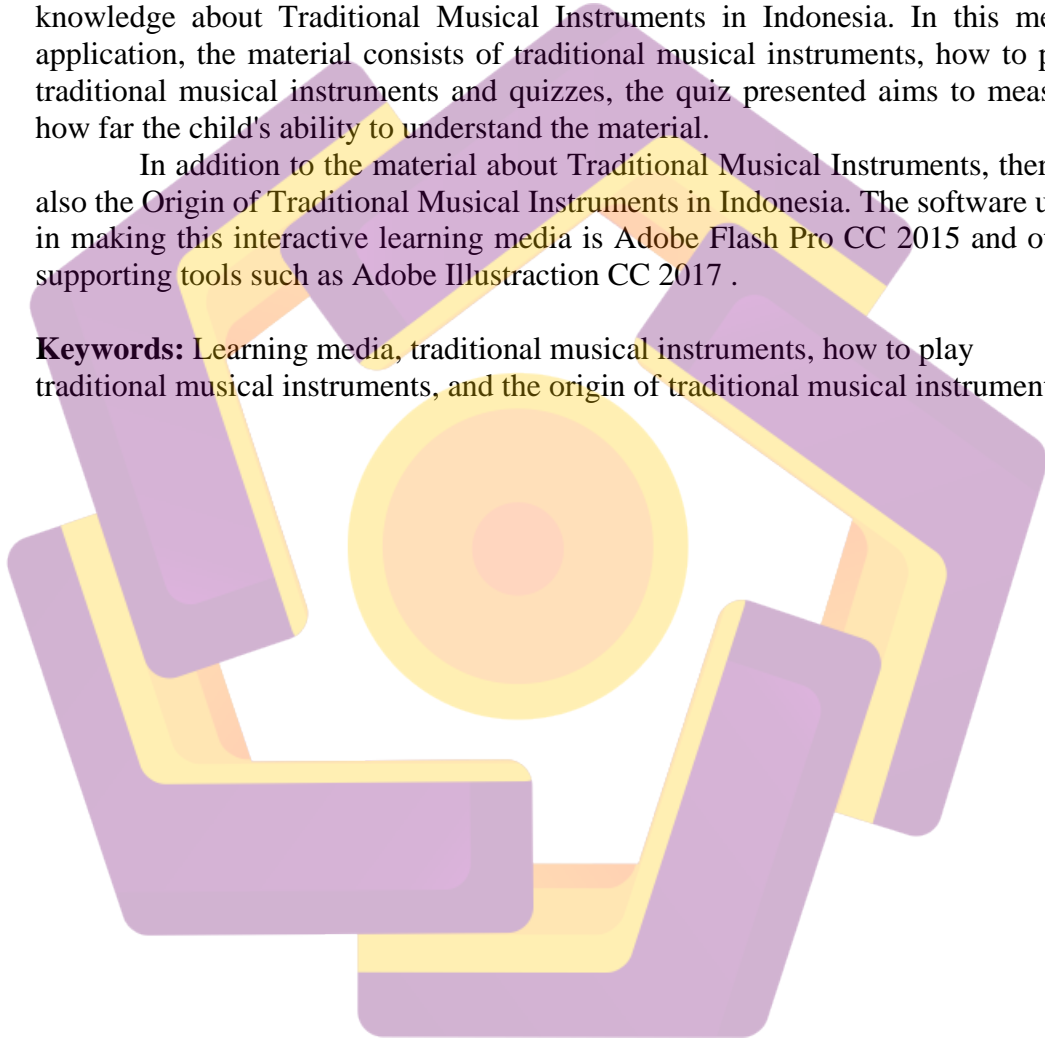 knowledge about Traditional Musical Instruments in Indonesia. In this me
application, the material consists of traditional musical instruments, how to p
traditional musical instruments and quizzes, the quiz presented aims to meas
how far the child's ability to understand the material.
In addition to the material about Traditional Musical Instruments, ther
also the Origin of Traditional Musical Instruments in Indonesia. The software u
in making this interactive learning media is Adobe Flash Pro CC 2015 and ot
supporting tools such as Adobe Illustraction CC 2017 .
Keywords: Learning media, traditional musical instruments, how to play
traditional musical instruments, and the origin of traditional musical instrument